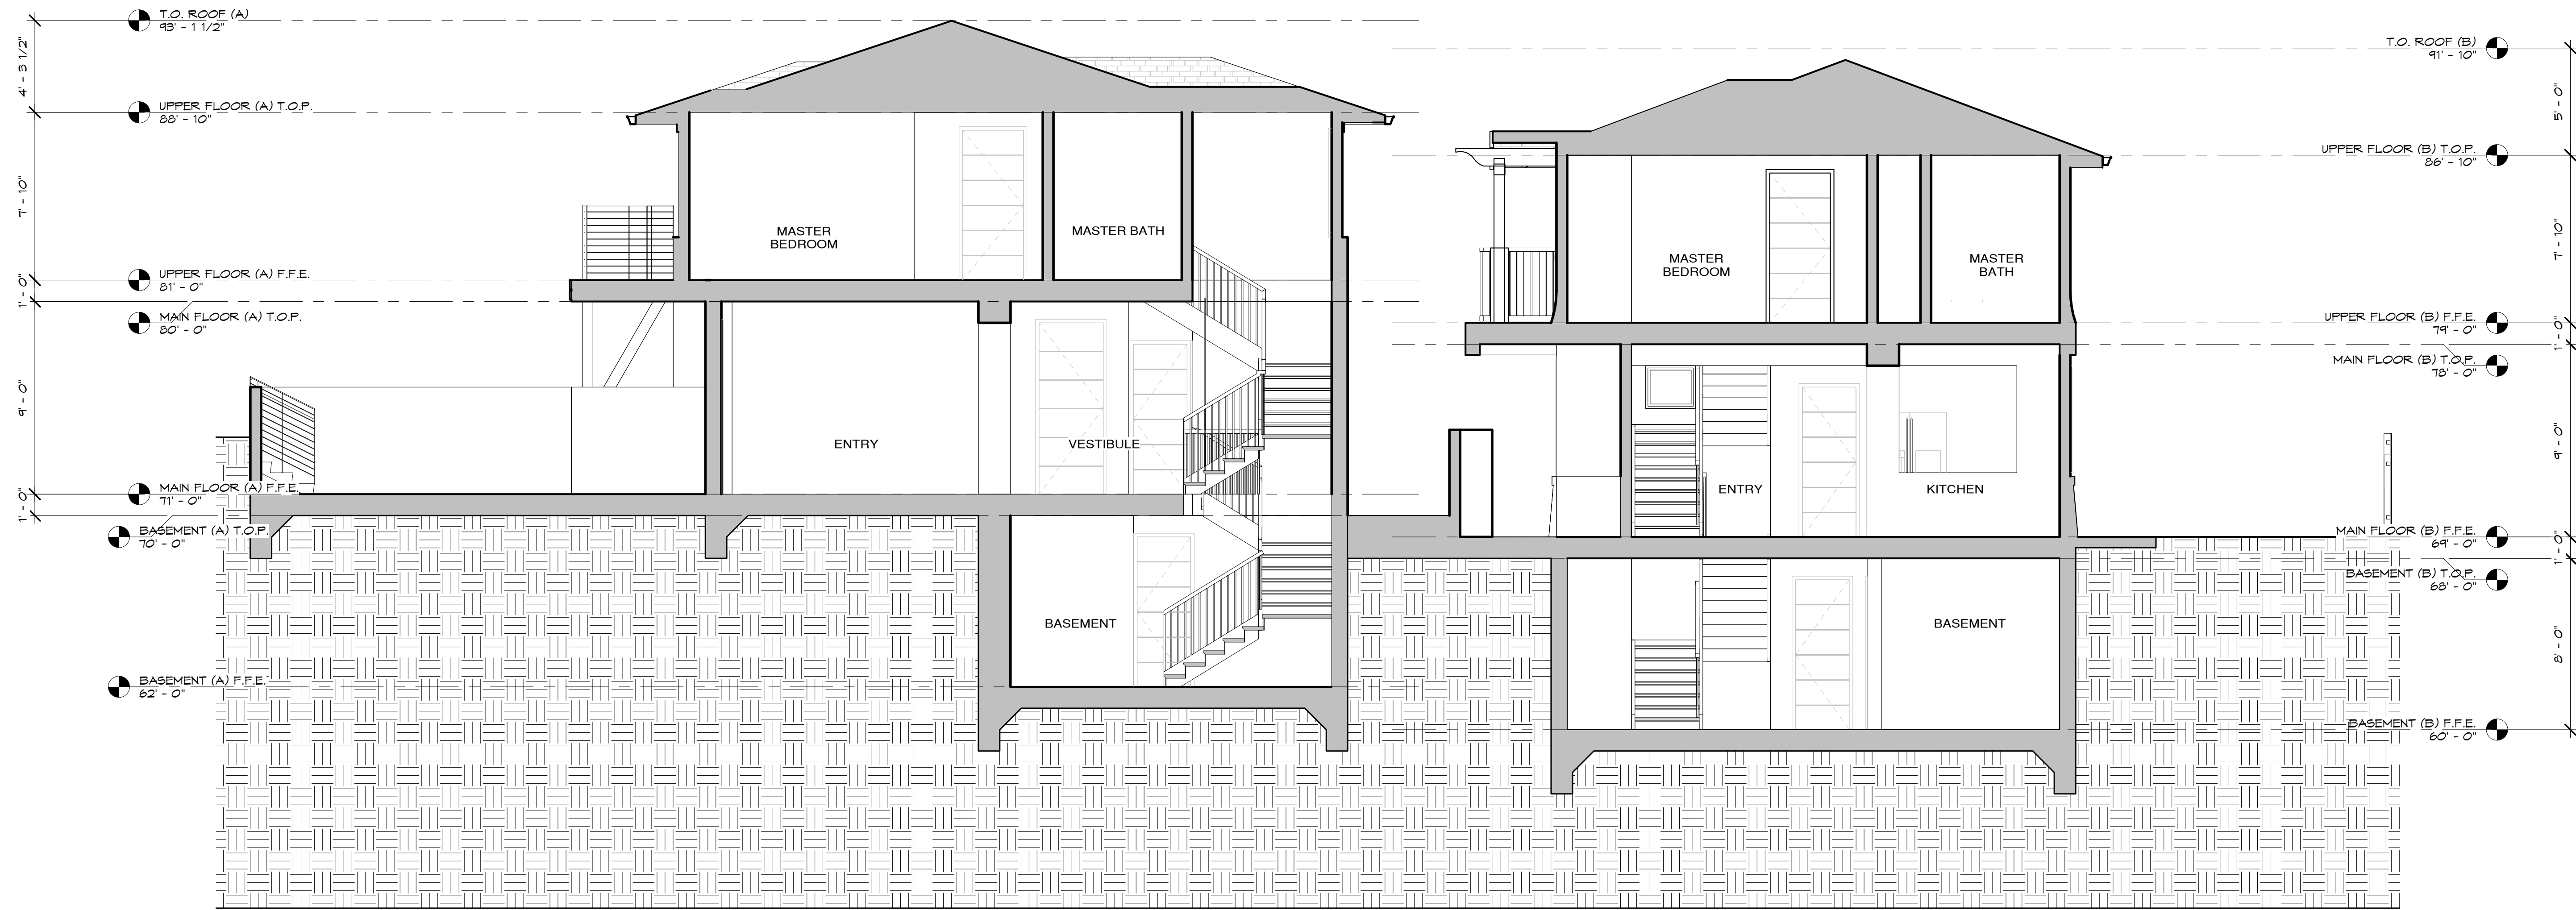 T.O. ROOF (A)
93' - 1 1/2"
4' - 3 1/2"
UPPER FLOOR (A) T.O.P.
88' - 10"
7' - 10"
UPPER FLOOR (A) F.F.E.
81' - 0"
1' - 0"
MAIN FLOOR (A) T.O.P.
80' - 0"
9' - 0"
MAIN FLOOR (A) F.F.E.
71' - 0"
1' - 0"
BASEMENT (A) T.O.P.
70' - 0"
BASEMENT (A) F.F.E.
62' - 0"
MASTER
BEDROOM
MASTER BATH
ENTRY
VESTIBULE
BASEMENT
MASTER
BEDROOM
MASTER
BATH
ENTRY
KITCHEN
BASEMENT
T.O. ROOF (B)
91' - 10"
5' - 0"
UPPER FLOOR (B) T.O.P.
86' - 10"
7' - 10"
UPPER FLOOR (B) F.F.E.
79' - 0"
1' - 0"
MAIN FLOOR (B) T.O.P.
78' - 0"
9' - 0"
MAIN FLOOR (B) F.F.E.
69' - 0"
1' - 0"
BASEMENT (B) T.O.P.
68' - 0"
8' - 0"
BASEMENT (B) F.F.E.
60' - 0"